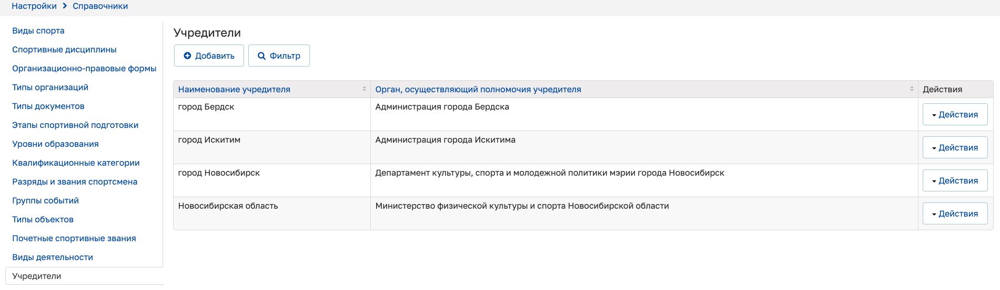 Настройки > Справочники
Виды спорта
Спортивные дисциплины
Организационно-правовые формы
Типы организаций
Типы документов
Этапы спортивной подготовки
Уровни образования
Квалификационные категории
Разряды и звания спортсмена
Группы событий
Типы объектов
Почетные спортивные звания
Виды деятельности
Учредители
Учредители
Добавить Фильтр
Наименование учредителя Орган, осуществляющий полномочия учредителя Действия
город Бердск Администрация города Бердска Действия
город Искитим Администрация города Искитима Действия
город Новосибирск Департамент культуры, спорта и молодежной политики мэрии города Новосибирск Действия
Новосибирская область Министерство физической культуры и спорта Новосибирской области Действия